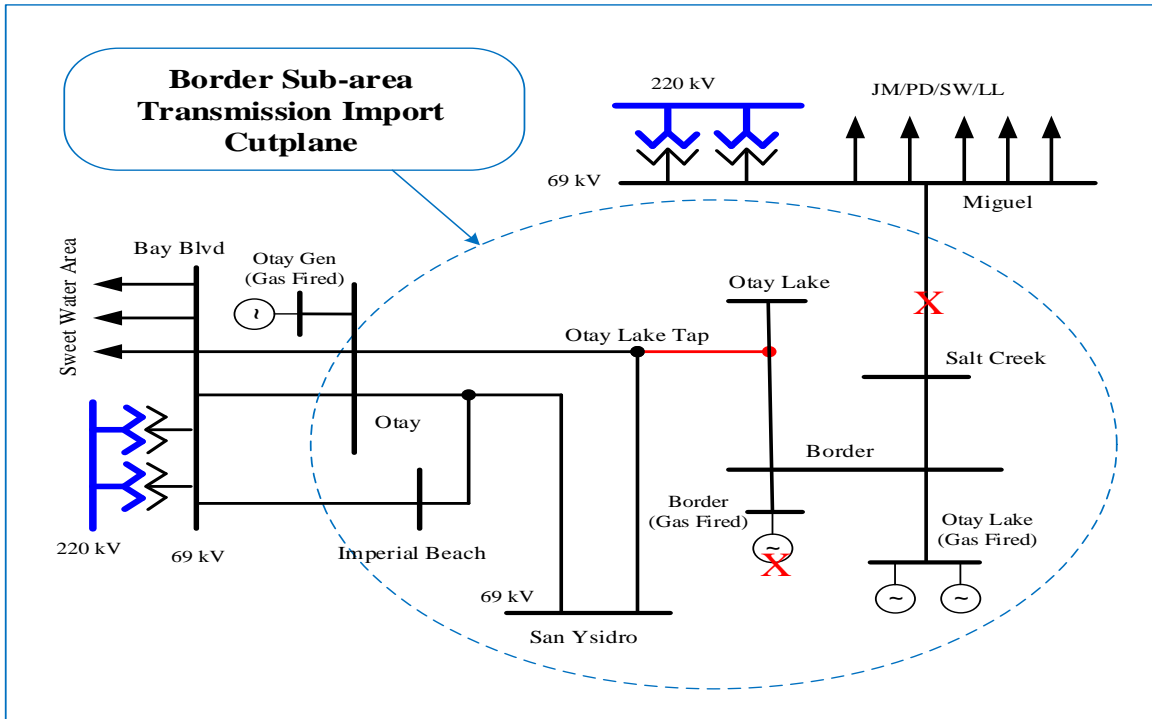 Border Sub-area
Transmission Import
Cutplane
220 kV
JM/PD/SW/LL
69 kV
Miguel
Bay Blvd
Otay Gen
(Gas Fired)
~
Sweet Water Area
Otay Lake
X
Otay Lake Tap
Salt Creek
Otay
Border
Border
(Gas Fired)
~
X
Otay Lake
(Gas Fired)
~
~
Imperial Beach
220 kV
69 kV
69 kV
San Ysidro